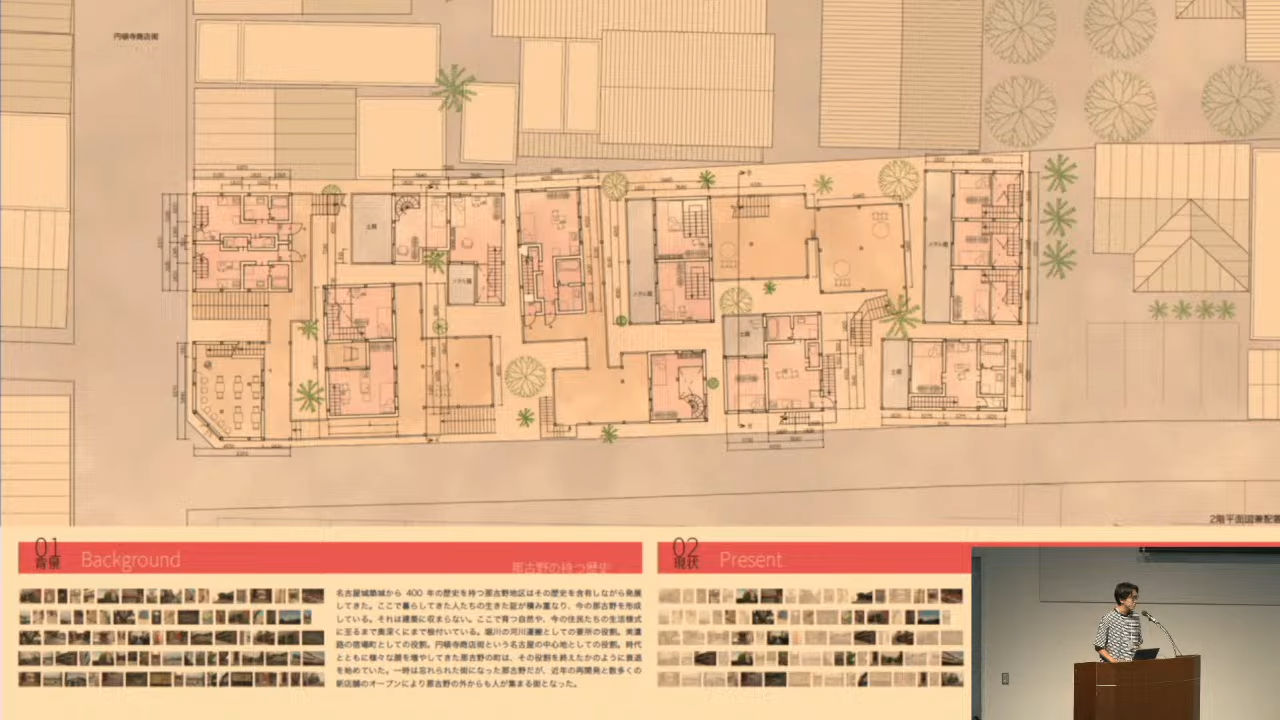 円頓寺商店街
土間
土間
土間
2階平面図兼配置
01
背景
Background
那古野の持つ歴史
02
現状
Present
名古屋城築城から 400 年の歴史を持つ那古野地区はその歴史を含有しながら発展
してきた。ここで暮らしてきた人たちの生きた証が積み重なり、今の那古野を形成
している。それは建築に収まらない。ここで育つ自然や、今の住民たちの生活様式
に至るまで奥深くにまで根付いている。堀川の河川運搬としての要所の役割。美濃
路の宿場町としての役割。円頓寺商店街という名古屋の中心地としての役割。時代
とともに様々な顔を増やしてきた那古野の町は、その役割を終えたかのように衰退
を始めていた。一時は忘れられた街になった那古野だが、近年の再開発と数多くの
新店舗のオープンにより那古野の外からも人が集まる街となった。